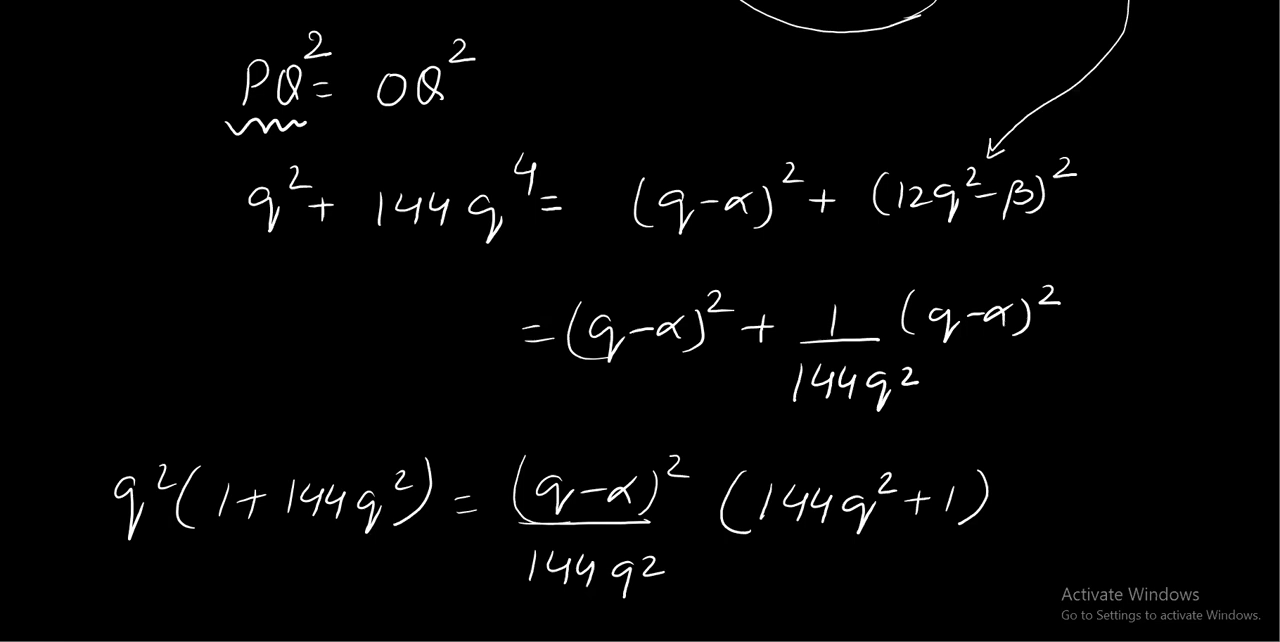 PQ² = OQ²
q² + 144q⁴ = (q-α)² + (12q²-β)²
= (q-α)² + 1/144q² (q-α)²
q²(1+144q²) = (q-α)²/144q² (144q²+1)
Activate Windows
Go to Settings to activate Windows.